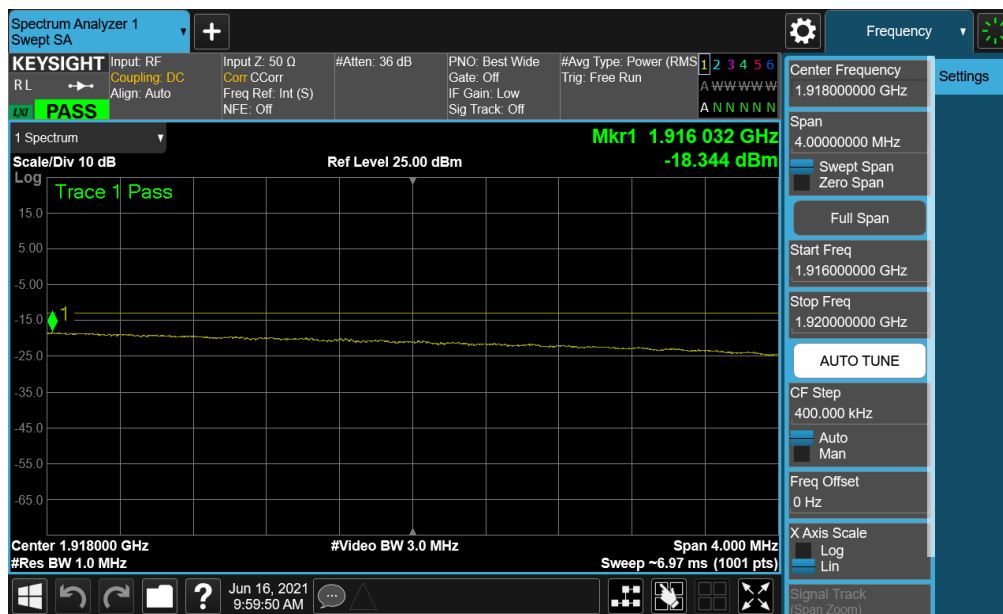 Spectrum Analyzer 1
Swept SA
Frequency
KEYSIGHT
R L
LXI
PASS
Input: RF
Coupling: DC
Align: Auto
Input Z: 50 Ω
Corr CCorr
Freq Ref: Int (S)
NFE: Off
#Atten: 36 dB
PNO: Best Wide
Gate: Off
IF Gain: Low
Sig Track: Off
#Avg Type: Power (RMS
Trig: Free Run
1 2 3 4 5 6
A W W W W W
A N N N N N
1 Spectrum
Mkr1 1.916 032 GHz
Scale/Div 10 dB
Ref Level 25.00 dBm
-18.344 dBm
Log
Trace 1 Pass
15.0
5.00
-5.00
1
-15.0
-25.0
-35.0
-45.0
-55.0
-65.0
Center 1.918000 GHz
#Video BW 3.0 MHz
Span 4.000 MHz
#Res BW 1.0 MHz
Sweep ~6.97 ms (1001 pts)
Center Frequency
1.918000000 GHz
Settings
Span
4.00000000 MHz
Swept Span
Zero Span
Full Span
Start Freq
1.916000000 GHz
Stop Freq
1.920000000 GHz
AUTO TUNE
CF Step
400.000 kHz
Auto
Man
Freq Offset
0 Hz
X Axis Scale
Log
Lin
Signal Track
(Span Zoom)
?
Jun 16, 2021
9:59:50 AM